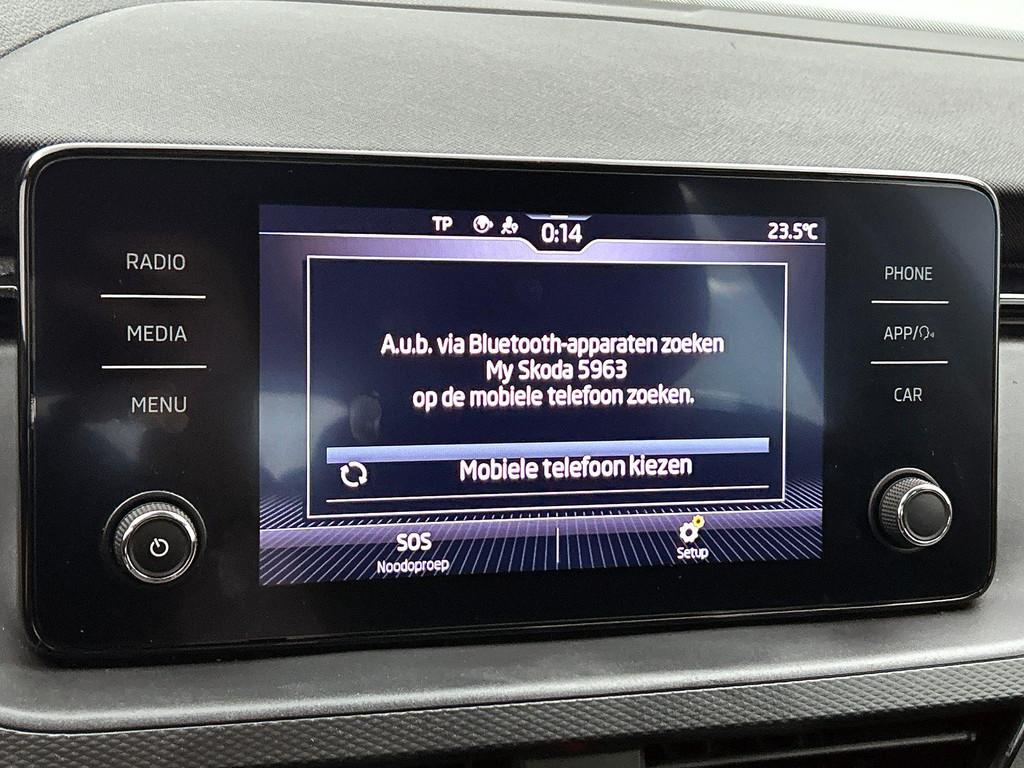 TP 0:14 23.5°C
RADIO
MEDIA
MENU
A.u.b. via Bluetooth-apparaten zoeken
My Skoda 5963
op de mobiele telefoon zoeken.
Mobiele telefoon kiezen
SOS
Noodoproep
Setup
PHONE
APP/
CAR